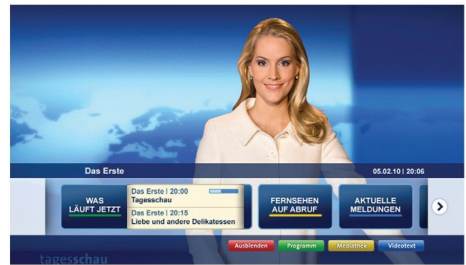 Das Erste
05.02.10 | 20:06
WAS
LÄUFT JETZT
Das Erste | 20:00
Tagesschau
Das Erste | 20:15
Liebe und andere Delikatessen
FERNSEHEN
AUF ABRUF
AKTUELLE
MELDUNGEN
Ausblenden
Programm
Mediathek
Videotext
tagesschau